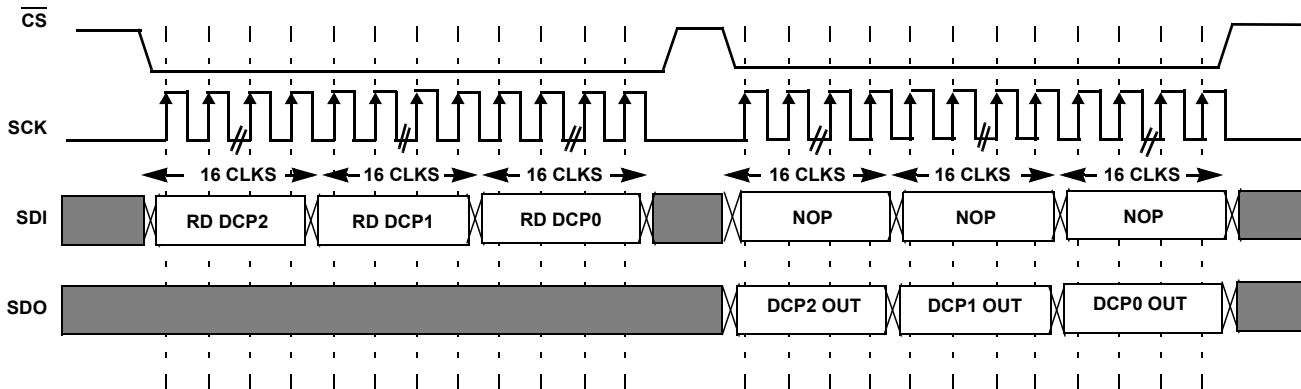 CS
SCK
16 CLKS 16 CLKS 16 CLKS 16 CLKS 16 CLKS 16 CLKS
SDI RD DCP2 RD DCP1 RD DCP0 NOP NOP NOP
SDO DCP2 OUT DCP1 OUT DCP0 OUT